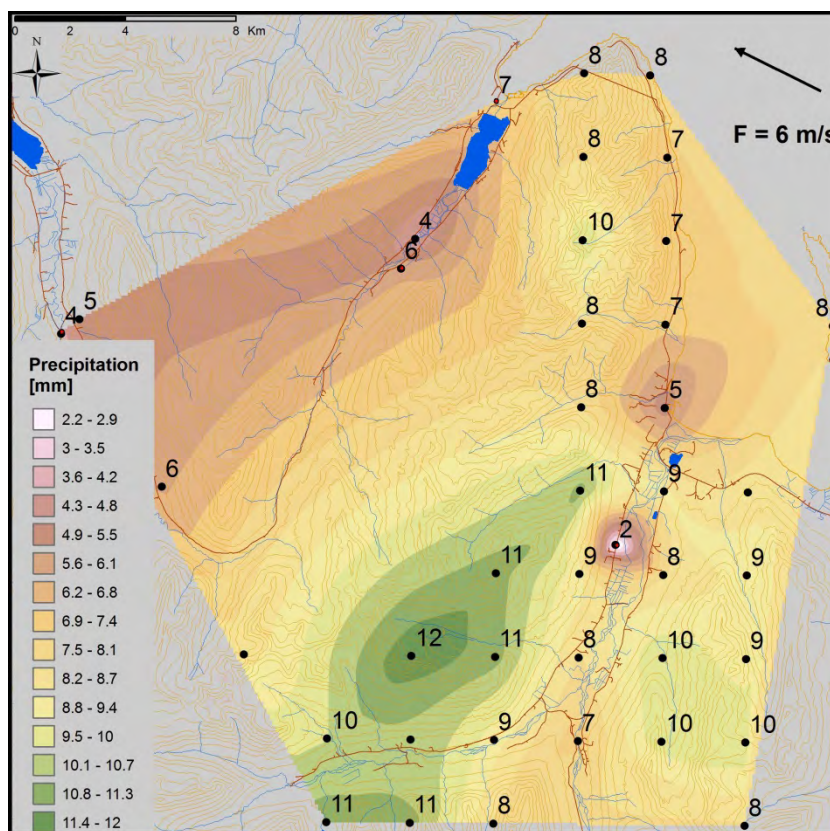 0 2 4 8 Km
N
F = 6 m/s
8 8
7
8 7
4 10 7
6
5 8 7 8
4
8 5
6 11 9
2
11 9 8 9
12 11 8 10 9
10 9 7 10 10
11 11 8
8
Precipitation
[mm]
2.2 - 2.9
3 - 3.5
3.6 - 4.2
4.3 - 4.8
4.9 - 5.5
5.6 - 6.1
6.2 - 6.8
6.9 - 7.4
7.5 - 8.1
8.2 - 8.7
8.8 - 9.4
9.5 - 10
10.1 - 10.7
10.8 - 11.3
11.4 - 12